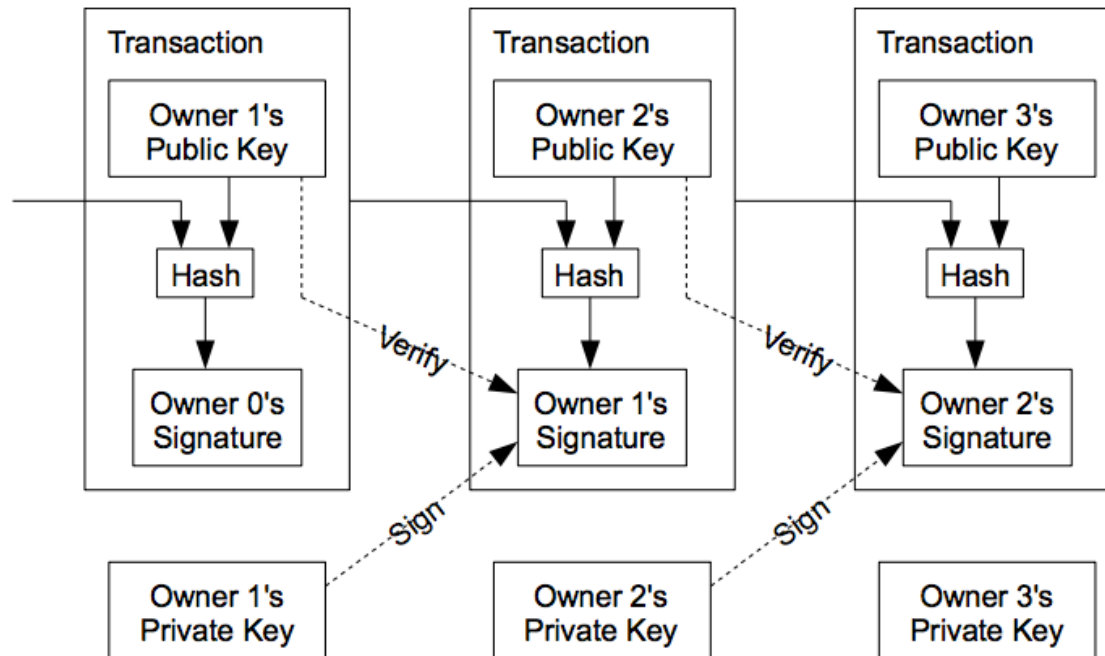 Transaction
Transaction
Transaction
Owner 1's
Public Key
Owner 2's
Public Key
Owner 3's
Public Key
Hash
Hash
Hash
Verify
Verify
Owner 0's
Signature
Owner 1's
Signature
Owner 2's
Signature
Sign
Sign
Owner 1's
Private Key
Owner 2's
Private Key
Owner 3's
Private Key